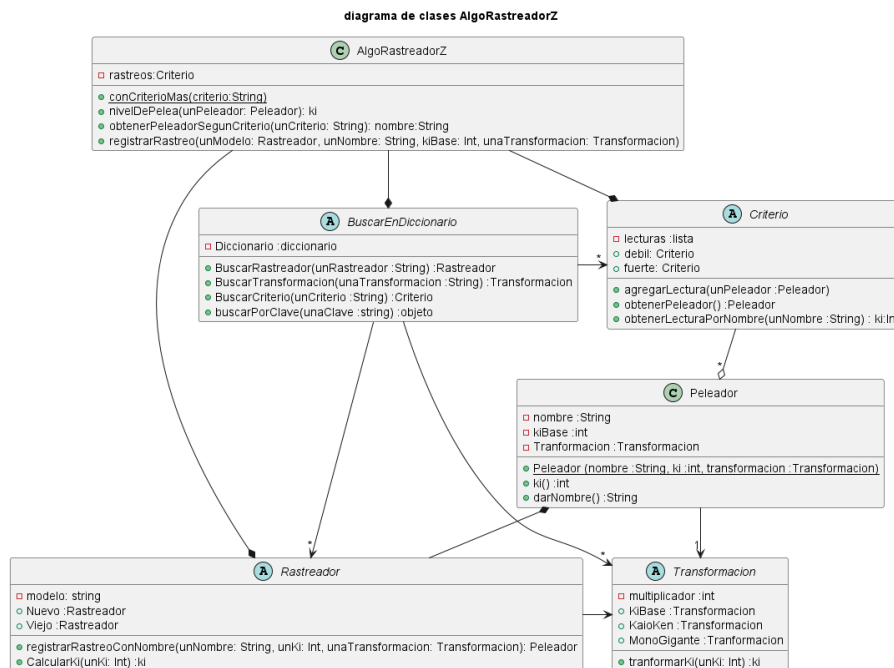 diagrama de clases AlgoRastreadorZ
C AlgoRastreadorZ
rastreos:Criterio
conCriterioMas(criterio:String)
nivelDePelea(unPeleador: Peleador): ki
obtenerPeleadorSegunCriterio(unCriterio: String): nombre:String
registrarRastreo(unModelo: Rastreador, unNombre: String, kiBase: Int, unaTransformacion: Transformacion)
A BuscarEnDiccionario
Diccionario :diccionario
BuscarRastreador(unRastreador :String) :Rastreador
BuscarTransformacion(unaTransformacion :String) :Transformacion
BuscarCriterio(unCriterio :String) :Criterio
buscarPorClave(unaClave :string) :objeto
*
A Criterio
lecturas :lista
debil: Criterio
fuerte: Criterio
agregarLectura(unPeleador :Peleador)
obtenerPeleador() :Peleador
obtenerLecturaPorNombre(unNombre :String) : ki:In
*
C Peleador
nombre :String
kiBase :int
Tranformacion :Transformacion
Peleador (nombre :String, ki :int, transformacion :Transformacion)
ki() :int
darNombre() :String
*
*
1
A Rastreador
modelo: string
Nuevo :Rastreador
Viejo :Rastreador
registrarRastreoConNombre(unNombre: String, unKi: Int, unaTransformacion: Transformacion): Peleador
CalcularKi(unKi: Int) :ki
A Transformacion
multiplicador :int
KiBase :Transformacion
KaioKen :Transformacion
MonoGigante :Tranformacion
tranformarKi(unKi: Int) :ki